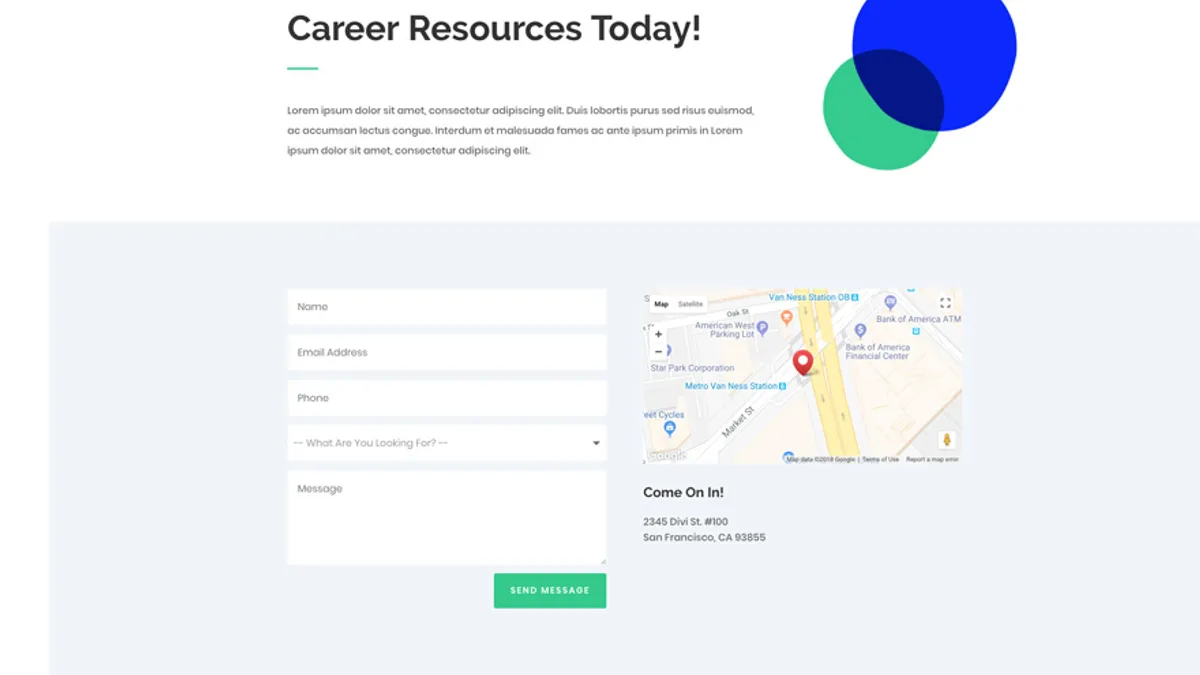 Career Resources Today!
Lorem ipsum dolor sit amet, consectetur adipiscing elit. Duis lobortis purus sed risus euismod,
ac accumsan lectus congue. Interdum et malesuada fames ac ante ipsum primis in Lorem
ipsum dolor sit amet, consectetur adipiscing elit.
Name
Email Address
Phone
-- What Are You Looking For? --
Message
SEND MESSAGE
Map Satellite
Van Ness Station OB
Oak St
American West
Parking Lot
Bank of America ATM
Bank of America
Financial Center
Star Park Corporation
Metro Van Ness Station
eet Cycles
Market St
Google
Map data ©2018 Google
Terms of Use
Report a map error
Come On In!
2345 Divi St. #100
San Francisco, CA 93855